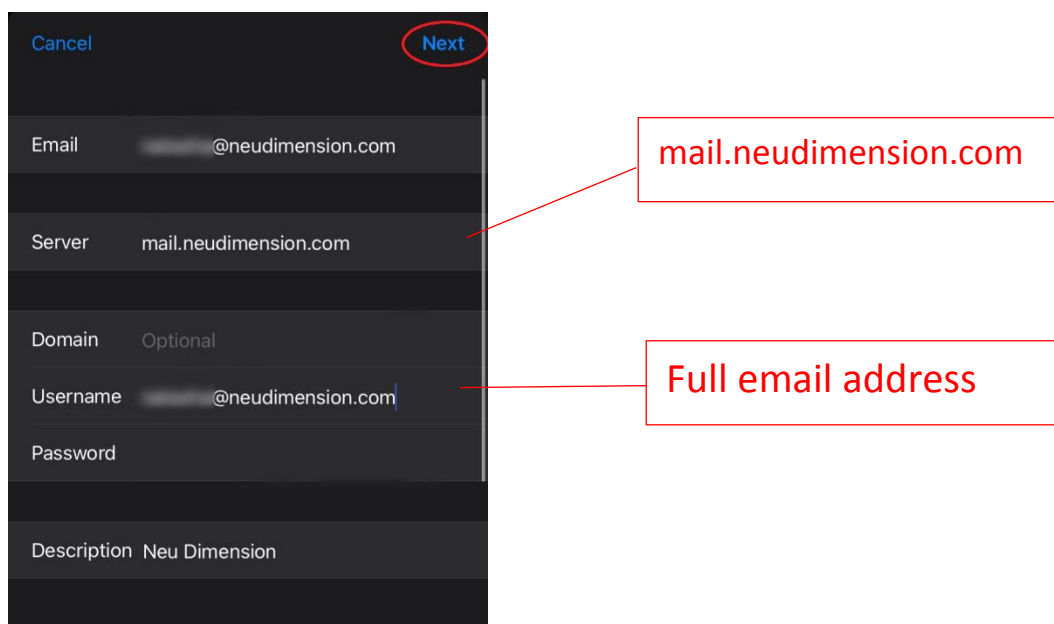 Cancel Next
Email @neudimension.com
mail.neudimension.com
Server mail.neudimension.com
Domain Optional
Full email address
Username @neudimension.com
Password
Description Neu Dimension